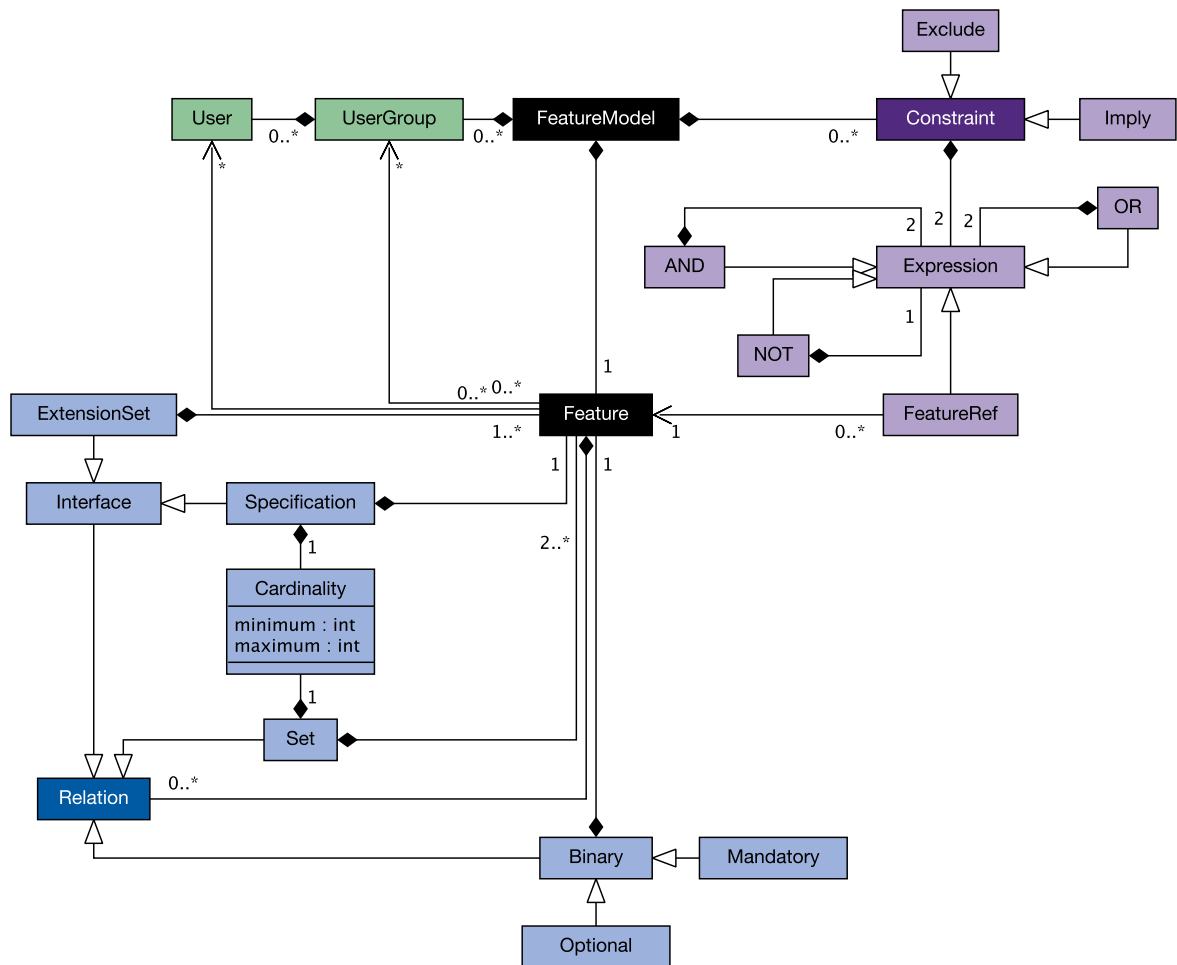 Exclude
User
UserGroup
FeatureModel
Constraint
Imply
0..*
0..*
0..*
*
*
OR
2
2
2
AND
Expression
1
NOT
1
0..*
0..*
ExtensionSet
Feature
FeatureRef
1..*
1
0..*
1
1
Interface
Specification
2..*
1
Cardinality
minimum : int
maximum : int
1
Set
0..*
Relation
Binary
Mandatory
Optional